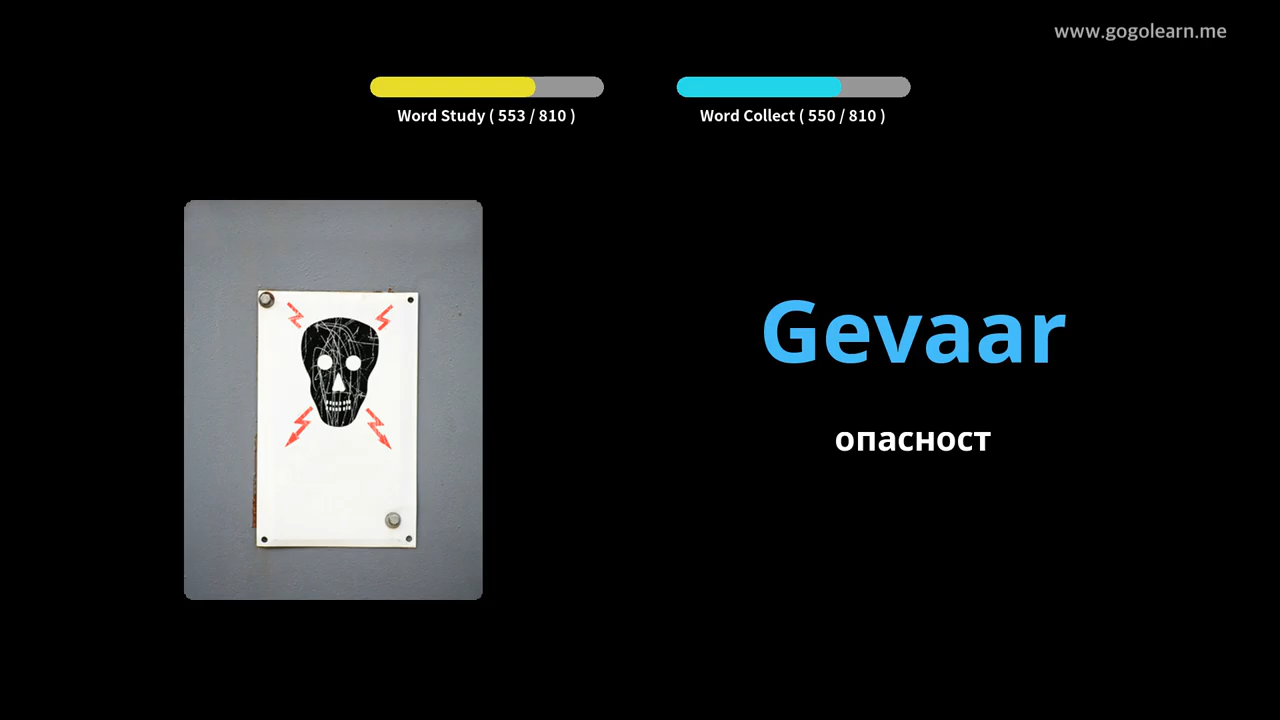 www.gogolearn.me
Word Study ( 553 / 810 )
Word Collect ( 550 / 810 )
Gevaar
опасност